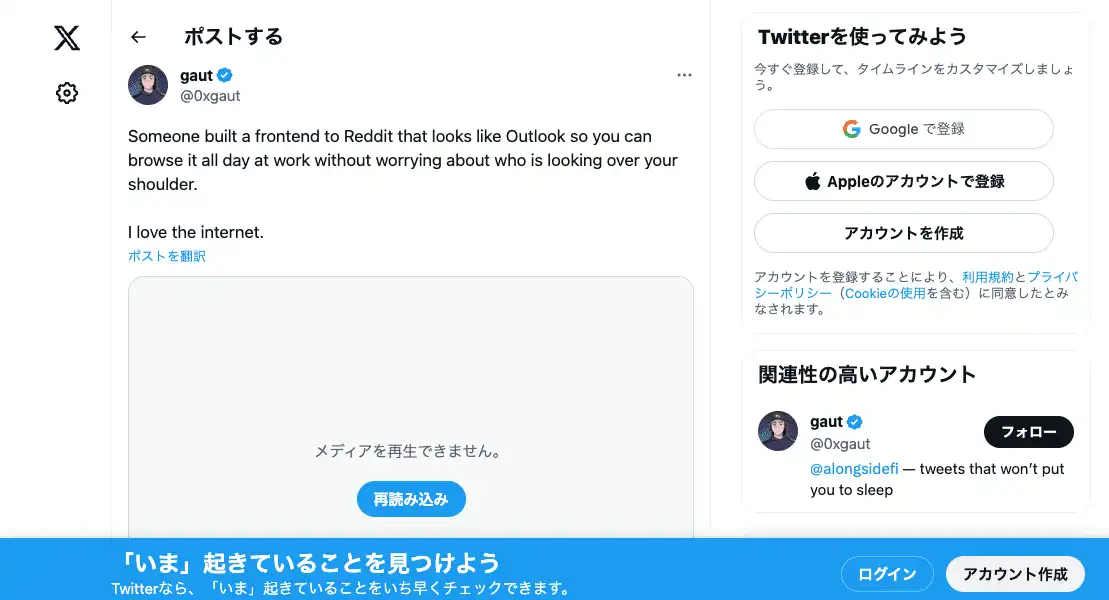 ポストする
gaut
@0xgaut
Someone built a frontend to Reddit that looks like Outlook so you can
browse it all day at work without worrying about who is looking over your
shoulder.
I love the internet.
ポストを翻訳
メディアを再生できません。
再読み込み
Twitterを使ってみよう
今すぐ登録して、タイムラインをカスタマイズしましょ
う。
Google で登録
Appleのアカウントで登録
アカウントを作成
アカウントを登録することにより、利用規約とプライバ
シーポリシー（Cookieの使用を含む）に同意したとみ
なされます。
関連性の高いアカウント
gaut
@0xgaut
フォロー
@alongsidefi — tweets that won’t put
you to sleep
「いま」起きていることを見つけよう
Twitterなら、「いま」起きていることをいち早くチェックできます。
ログイン
アカウント作成